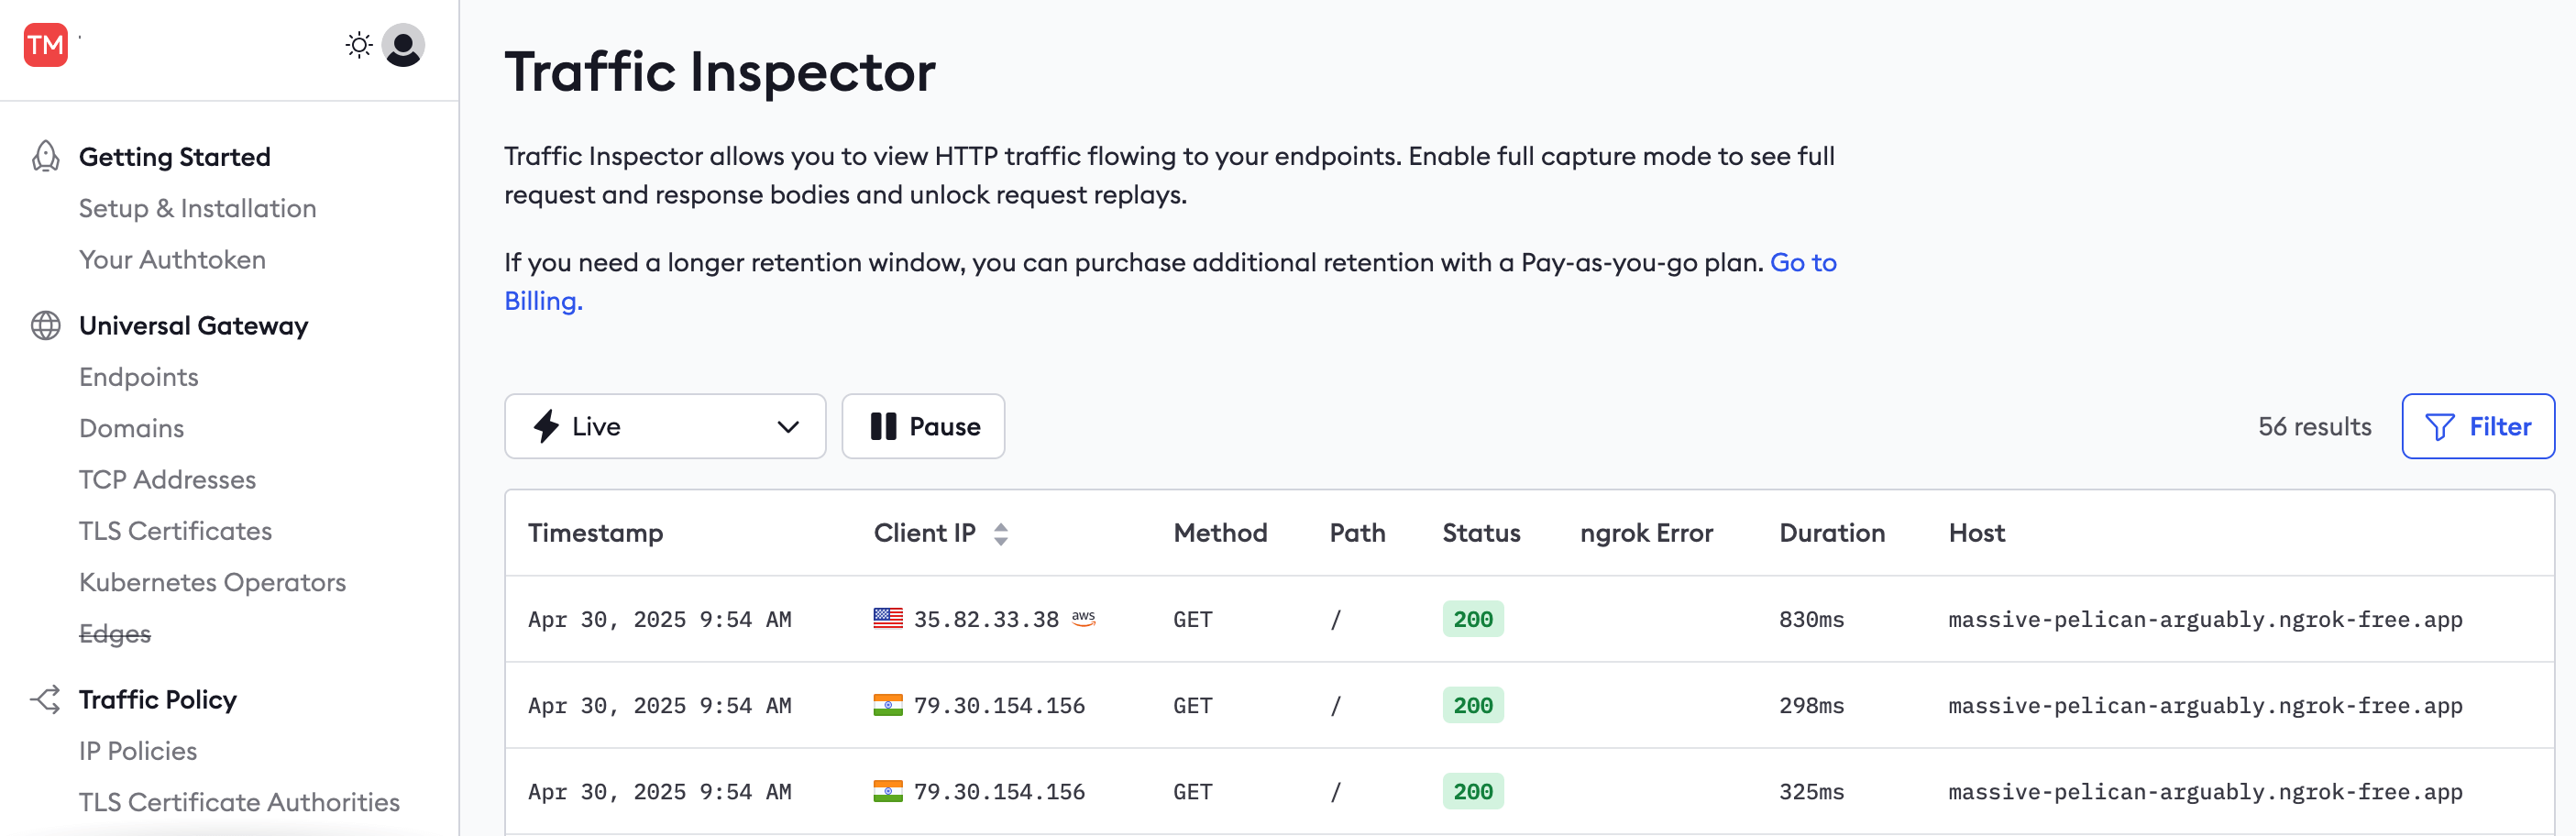 TM
Getting Started
Setup & Installation
Your Authtoken
Universal Gateway
Endpoints
Domains
TCP Addresses
TLS Certificates
Kubernetes Operators
Edges
Traffic Policy
IP Policies
TLS Certificate Authorities
Traffic Inspector
Traffic Inspector allows you to view HTTP traffic flowing to your endpoints. Enable full capture mode to see full
request and response bodies and unlock request replays.
If you need a longer retention window, you can purchase additional retention with a Pay-as-you-go plan. Go to
Billing.
Live Pause 56 results Filter
Timestamp Client IP Method Path Status ngrok Error Duration Host
Apr 30, 2025 9:54 AM 35.82.33.38 aws GET / 200 830ms massive-pelican-arguably.ngrok-free.app
Apr 30, 2025 9:54 AM 79.30.154.156 GET / 200 298ms massive-pelican-arguably.ngrok-free.app
Apr 30, 2025 9:54 AM 79.30.154.156 GET / 200 325ms massive-pelican-arguably.ngrok-free.app